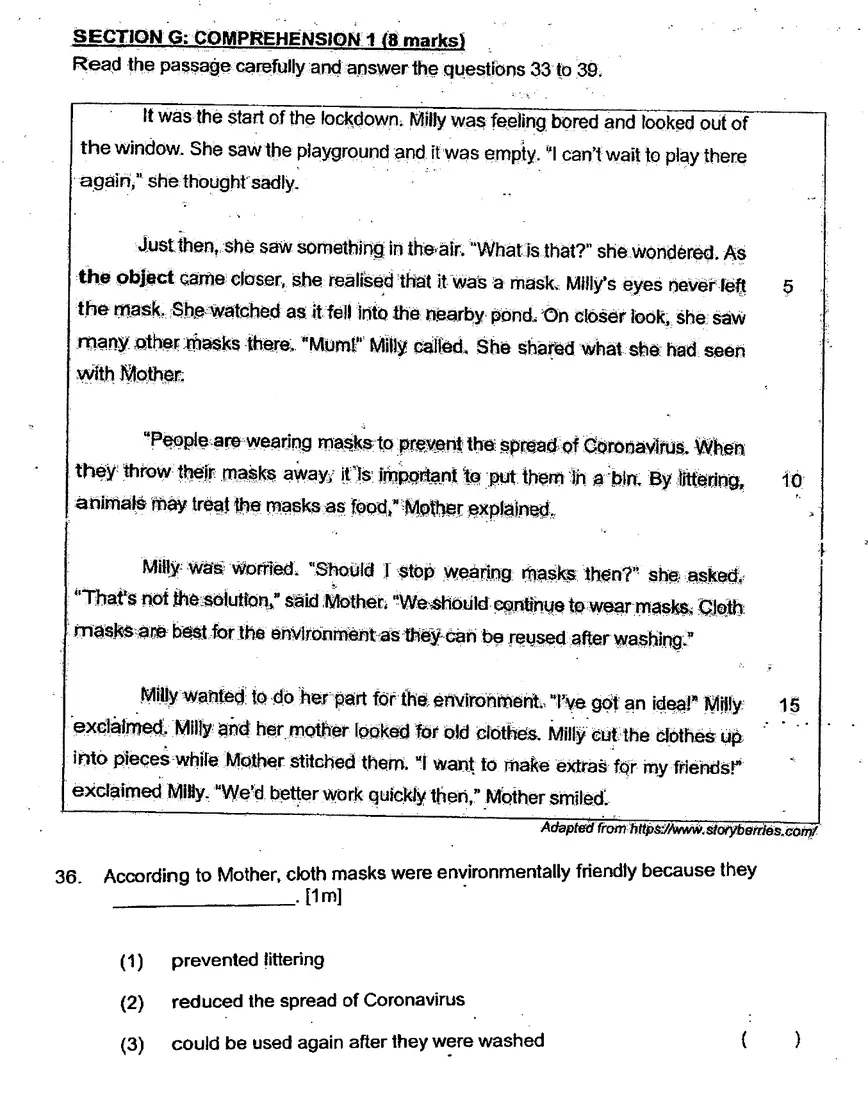 SECTION G: COMPREHENSION 1 (8 marks)
Read the passage carefully and answer the questions 33 to 39.
It was the start of the lockdown. Milly was feeling bored and looked out of
the window. She saw the playground and it was empty. "I can't wait to play there
again," she thought sadly.
Just then, she saw something in the air. "What is that?" she wondered. As
the object came closer, she realised that it was a mask. Milly's eyes never left 5
the mask. She watched as it fell into the nearby pond. On closer look, she saw
many other masks there. "Mum!" Milly called. She shared what she had seen
with Mother.
"People are wearing masks to prevent the spread of Coronavirus. When
they throw their masks away, it is important to put them in a bin. By littering, 10
animals may treat the masks as food," Mother explained.
Milly was worried. "Should I stop wearing masks then?" she asked.
"That's not the solution," said Mother. "We should continue to wear masks. Cloth
masks are best for the environment as they can be reused after washing."
Milly wanted to do her part for the environment. "I've got an idea!" Milly 15
exclaimed. Milly and her mother looked for old clothes. Milly cut the clothes up
into pieces while Mother stitched them. "I want to make extras for my friends!"
exclaimed Milly. "We'd better work quickly then," Mother smiled.
Adapted from https://www.storyberries.com/
36. According to Mother, cloth masks were environmentally friendly because they
_________________. [1m]
(1) prevented littering
(2) reduced the spread of Coronavirus
(3) could be used again after they were washed ( )